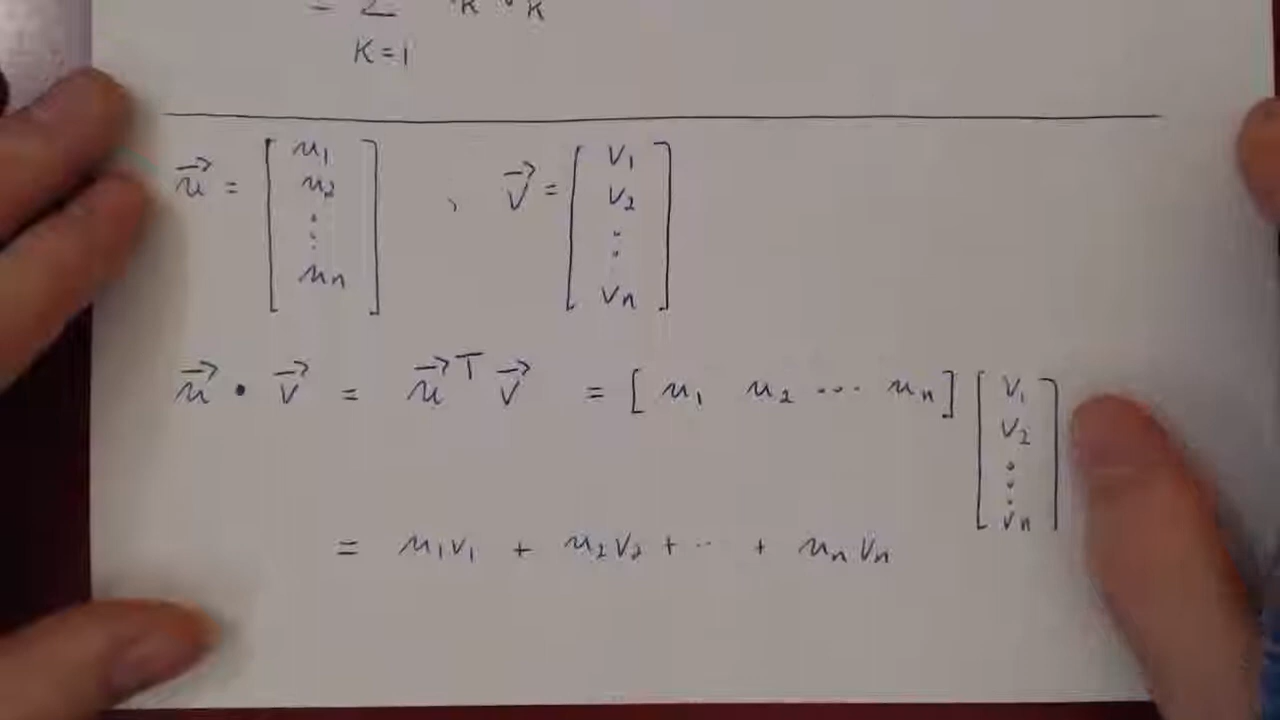 = Σ k k
K=1
u⃗ = [ u₁ u₂ ⋮ uₙ ] , v⃗ = [ v₁ v₂ ⋮ vₙ ]
u⃗ • v⃗ = u⃗ᵀ v⃗ = [ u₁ u₂ ⋯ uₙ ] [ v₁ v₂ ⋮ vₙ ]
= u₁v₁ + u₂v₂ + ⋯ + uₙvₙ